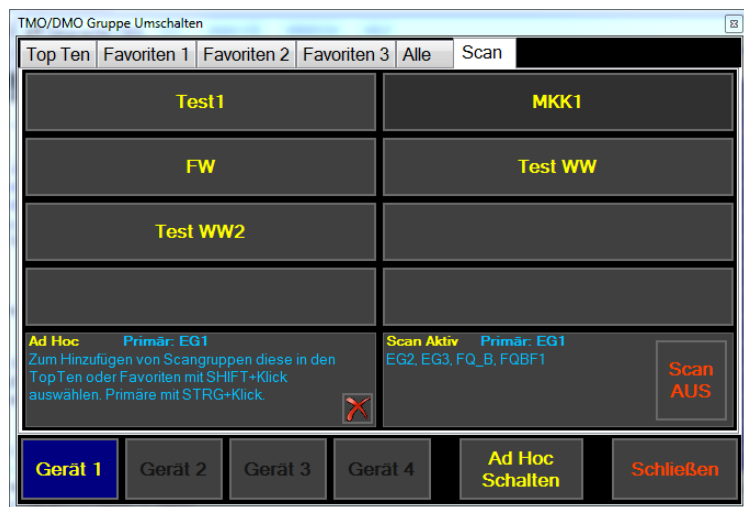 TMO/DMO Gruppe Umschalten
Top Ten Favoriten 1 Favoriten 2 Favoriten 3 Alle Scan
Test1 MKK1
FW Test WW
Test WW2
Ad Hoc Primär: EG1
Zum Hinzufügen von Scangruppen diese in den
TopTen oder Favoriten mit SHIFT+Klick
auswählen. Primäre mit STRG+Klick.
Scan Aktiv Primär: EG1
EG2, EG3, FQ_B, FQBF1
Scan
AUS
Gerät 1 Gerät 2 Gerät 3 Gerät 4
Ad Hoc
Schalten
Schließen